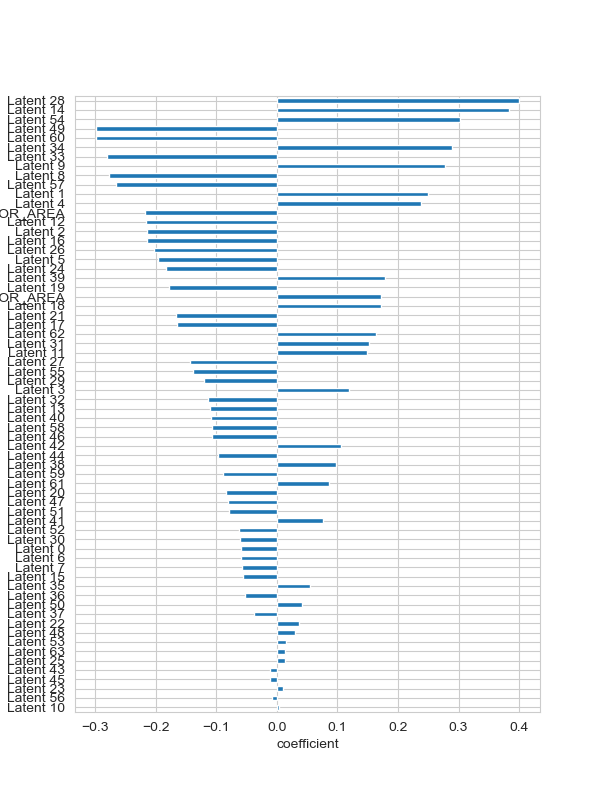 Latent 28
Latent 14
Latent 54
Latent 49
Latent 60
Latent 34
Latent 33
Latent 9
Latent 8
Latent 57
Latent 1
Latent 4
OR_AREA
Latent 12
Latent 2
Latent 16
Latent 26
Latent 5
Latent 24
Latent 39
Latent 19
OR_AREA
Latent 18
Latent 21
Latent 17
Latent 62
Latent 31
Latent 11
Latent 27
Latent 55
Latent 29
Latent 3
Latent 32
Latent 13
Latent 40
Latent 58
Latent 46
Latent 42
Latent 44
Latent 38
Latent 59
Latent 61
Latent 20
Latent 47
Latent 51
Latent 41
Latent 52
Latent 30
Latent 0
Latent 6
Latent 7
Latent 15
Latent 35
Latent 36
Latent 50
Latent 37
Latent 22
Latent 48
Latent 53
Latent 63
Latent 25
Latent 43
Latent 45
Latent 23
Latent 56
Latent 10
−0.3 −0.2 −0.1 0.0 0.1 0.2 0.3 0.4
coefficient